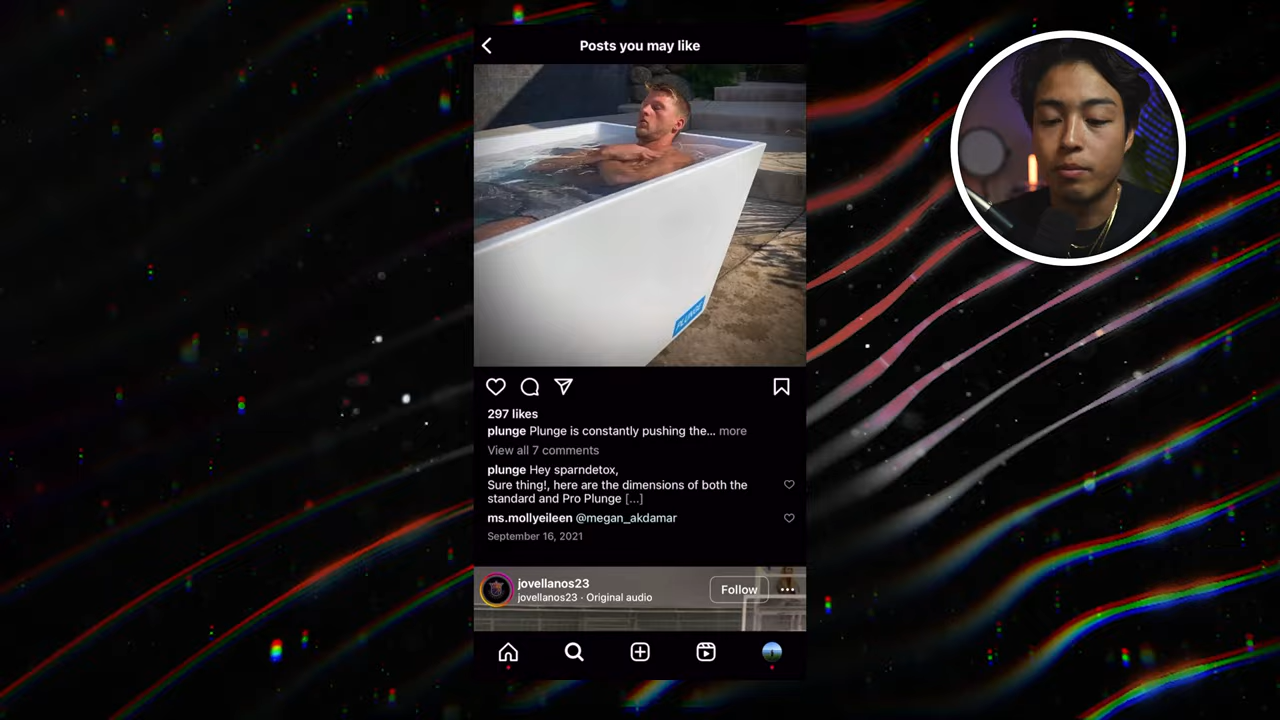 Posts you may like
PLUNGE
297 likes
plunge Plunge is constantly pushing the... more
View all 7 comments
plunge Hey sparndetox,
Sure thing!, here are the dimensions of both the
standard and Pro Plunge [...]
ms.mollyeileen @megan_akdamar
September 16, 2021
jovellanos23
jovellanos23 · Original audio
Follow